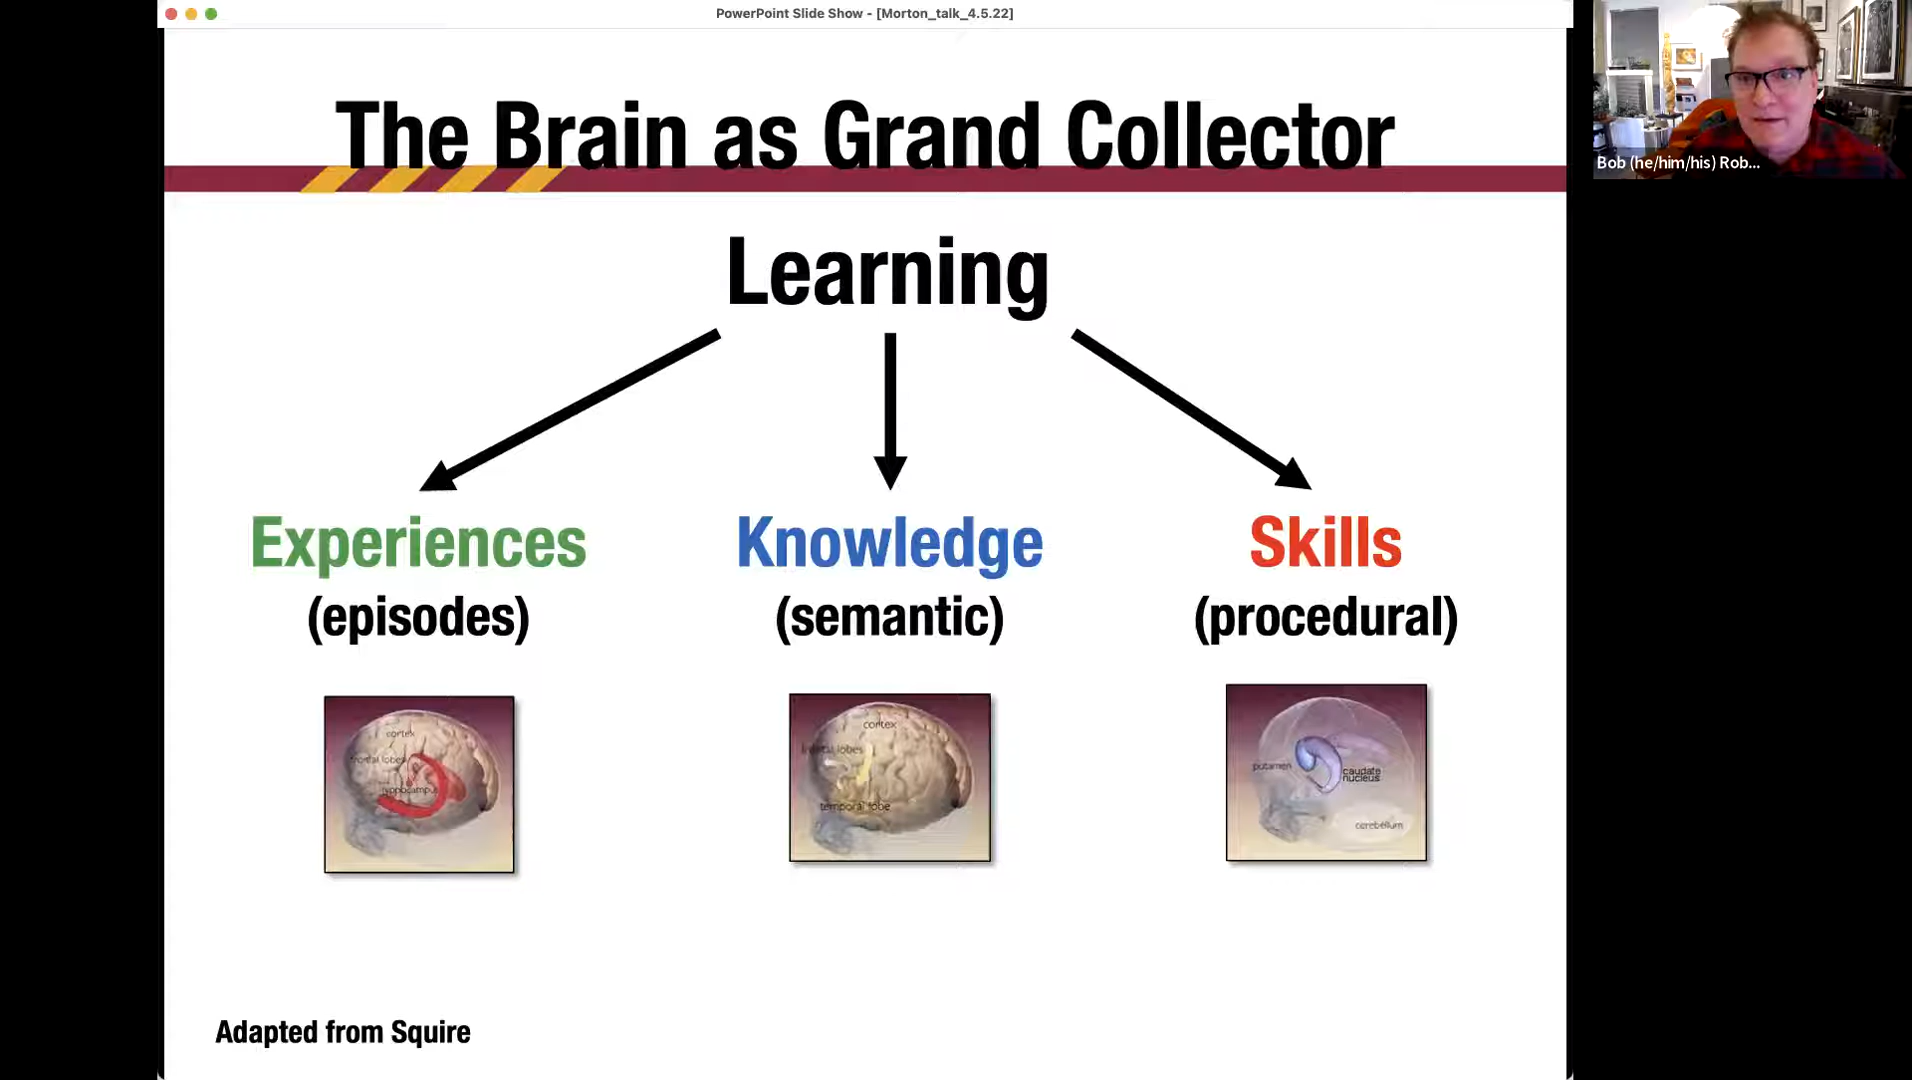 PowerPoint Slide Show - [Morton_talk_4.5.22]
The Brain as Grand Collector
Learning
Experiences
(episodes)
Knowledge
(semantic)
Skills
(procedural)
cortex
frontal lobes
hippocampus
cortex
frontal lobes
temporal lobe
putamen
caudate
nucleus
cerebellum
Adapted from Squire
Bob (he/him/his) Rob...